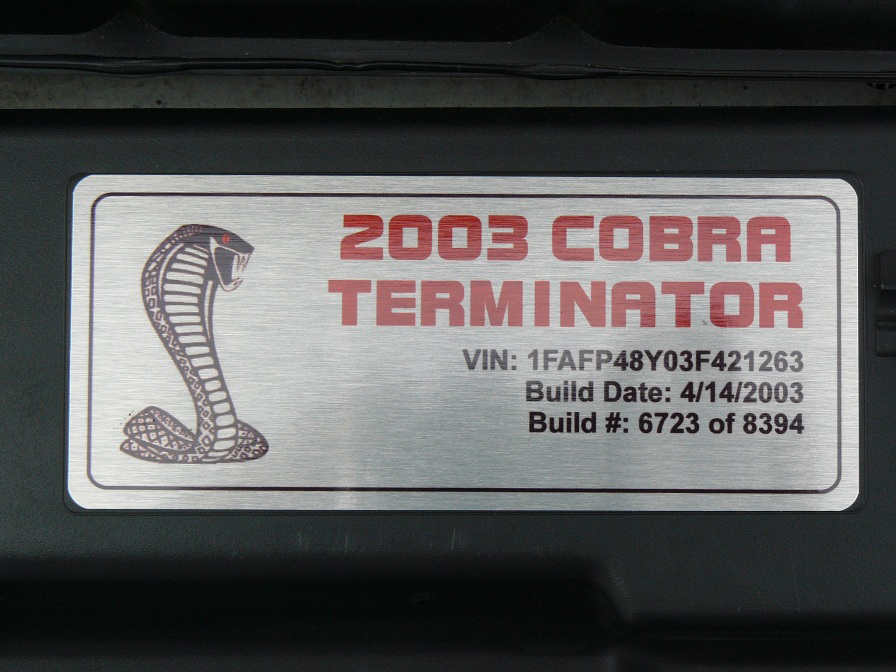 2003 COBRA
TERMINATOR
VIN: 1FAFP48Y03F421263
Build Date: 4/14/2003
Build #: 6723 of 8394